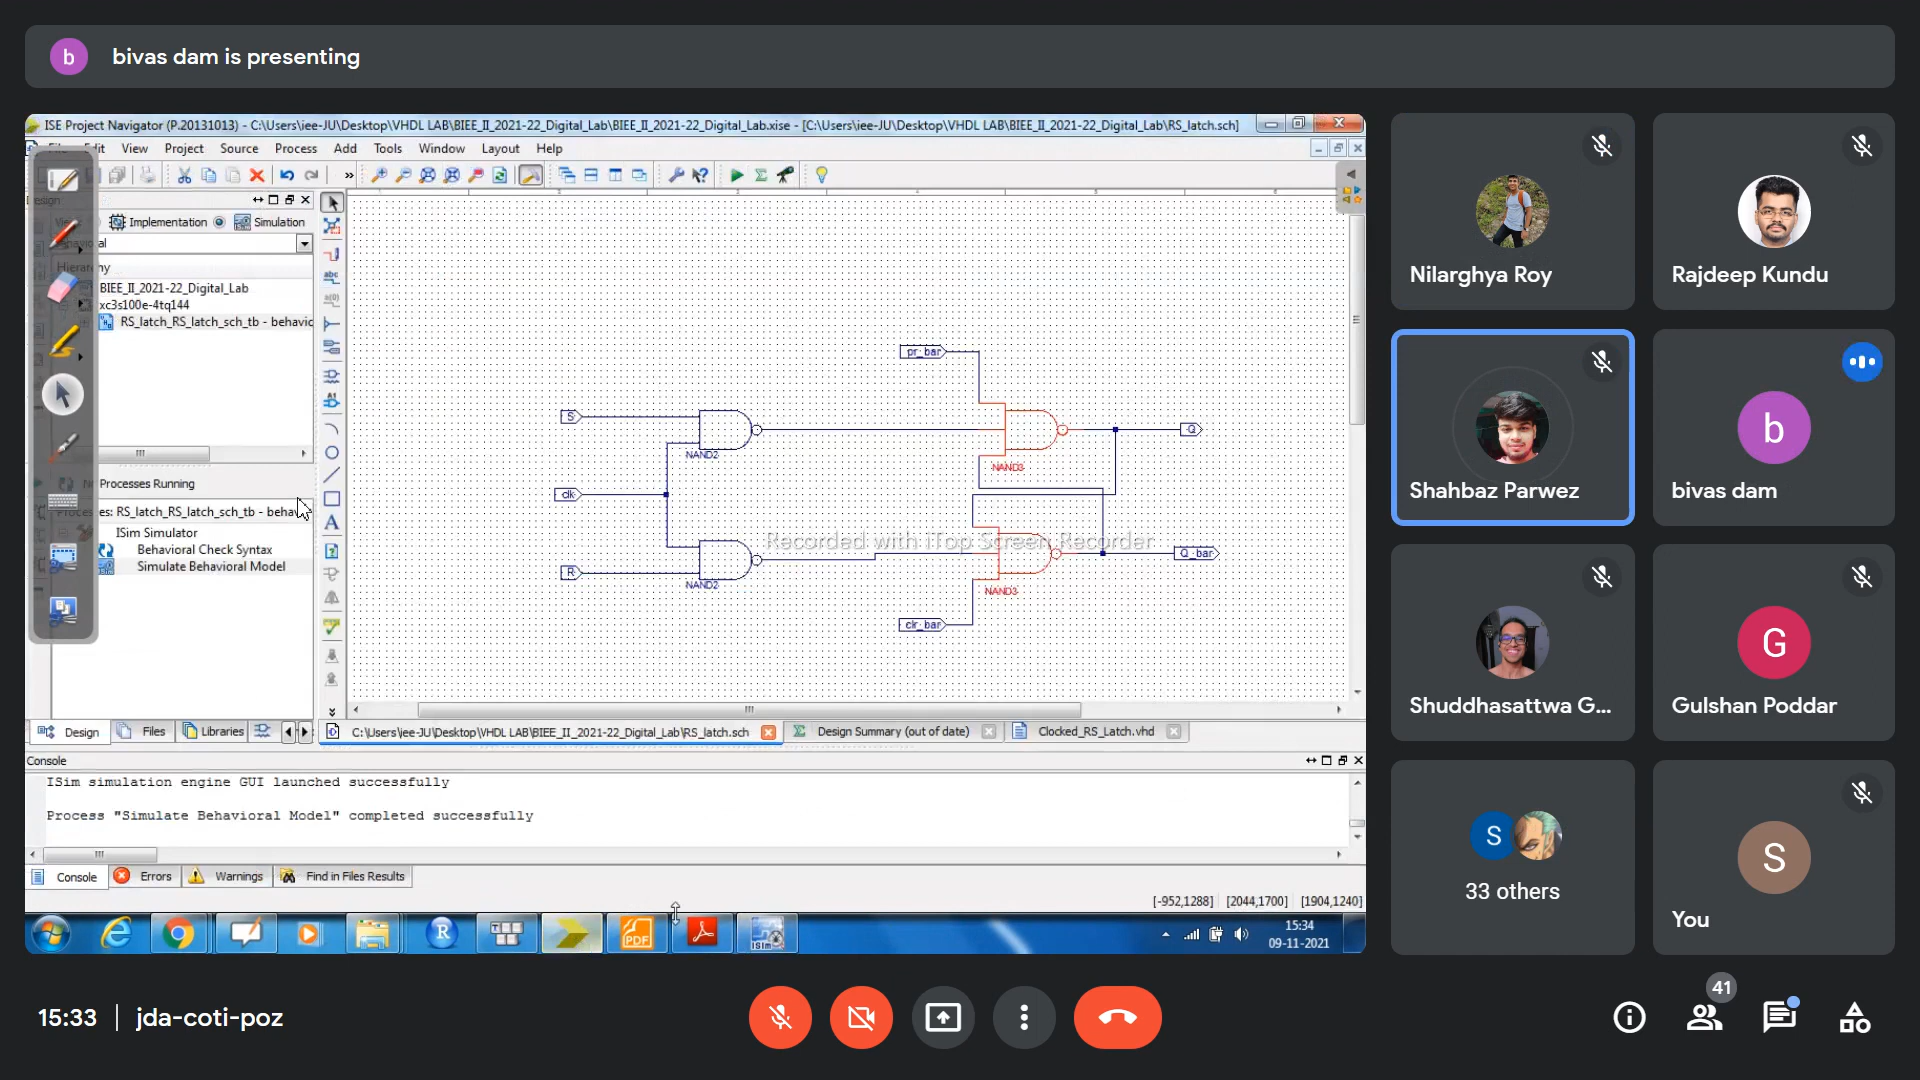 b bivas dam is presenting
ISE Project Navigator (P.20131013) - C:\Users\iee-JU\Desktop\VHDL LAB\BIEE_II_2021-22_Digital_Lab\BIEE_II_2021-22_Digital_Lab.xise - [C:\Users\iee-JU\Desktop\VHDL LAB\BIEE_II_2021-22_Digital_Lab\RS_latch.sch]
View Project Source Process Add Tools Window Layout Help
Implementation Simulation
Hierarchy
BIEE_II_2021-22_Digital_Lab
xc3s100e-4tq144
RS_latch_RS_latch_sch_tb - behavic
Processes Running
es: RS_latch_RS_latch_sch_tb - beha
ISim Simulator
Behavioral Check Syntax
Simulate Behavioral Model
pr_bar
S
NAND2
NAND3
Q
clk
Recorded with iTop Screen Recorder
Q_bar
R
NAND2
NAND3
clr_bar
Design Files Libraries
C:\Users\iee-JU\Desktop\VHDL LAB\BIEE_II_2021-22_Digital_Lab\RS_latch.sch Design Summary (out of date) Clocked_RS_Latch.vhd
Console
ISim simulation engine GUI launched successfully
Process "Simulate Behavioral Model" completed successfully
Console Errors Warnings Find in Files Results
[-952,1288] [2044,1700] [1904,1240]
15:34
09-11-2021
Nilarghya Roy
Rajdeep Kundu
Shahbaz Parwez
b
bivas dam
Shuddhasattwa G...
G
Gulshan Poddar
S
33 others
S
You
15:33 | jda-coti-poz
41